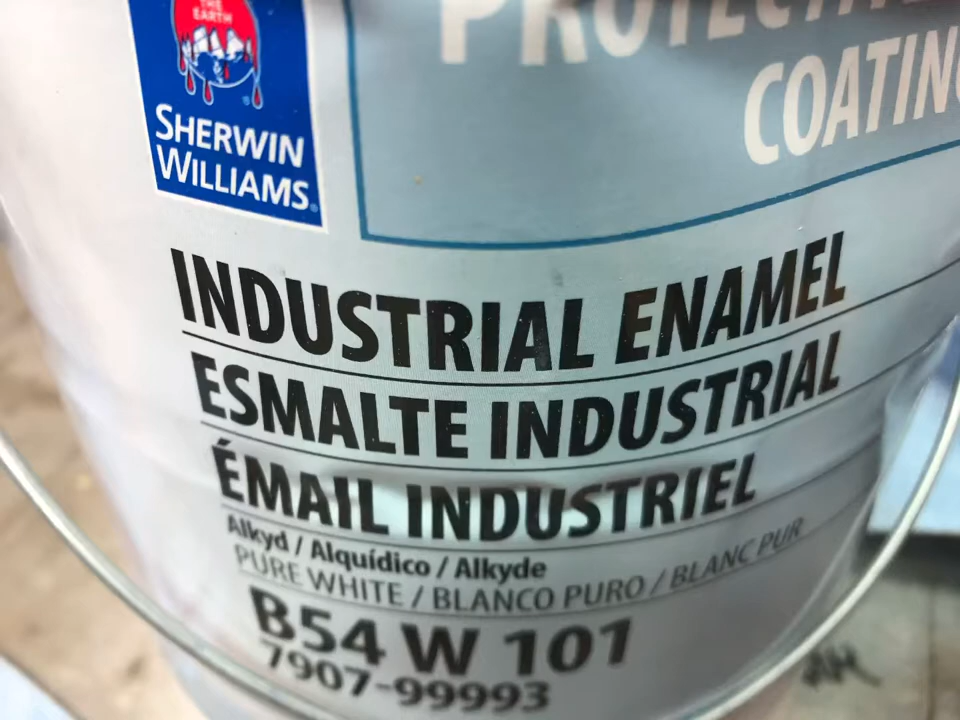 THE
EARTH
SHERWIN
WILLIAMS®
COATING
INDUSTRIAL ENAMEL
ESMALTE INDUSTRIAL
ÉMAIL INDUSTRIEL
Alkyd / Alquídico / Alkyde
PURE WHITE / BLANCO PURO / BLANC PUR
B54 W 101
7907-99993